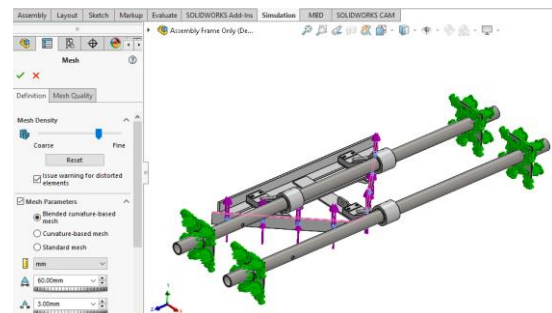 Assembly Layout Sketch Markup Evaluate SOLIDWORKS Add-Ins Simulation MBD SOLIDWORKS CAM
Assembly Frame Only (De...
Mesh
Definition Mesh Quality
Mesh Density
Coarse Fine
Reset
Issue warning for distorted
elements
Mesh Parameters
Blended curvature-based
mesh
Curvature-based mesh
Standard mesh
mm
60.00mm
3.00mm